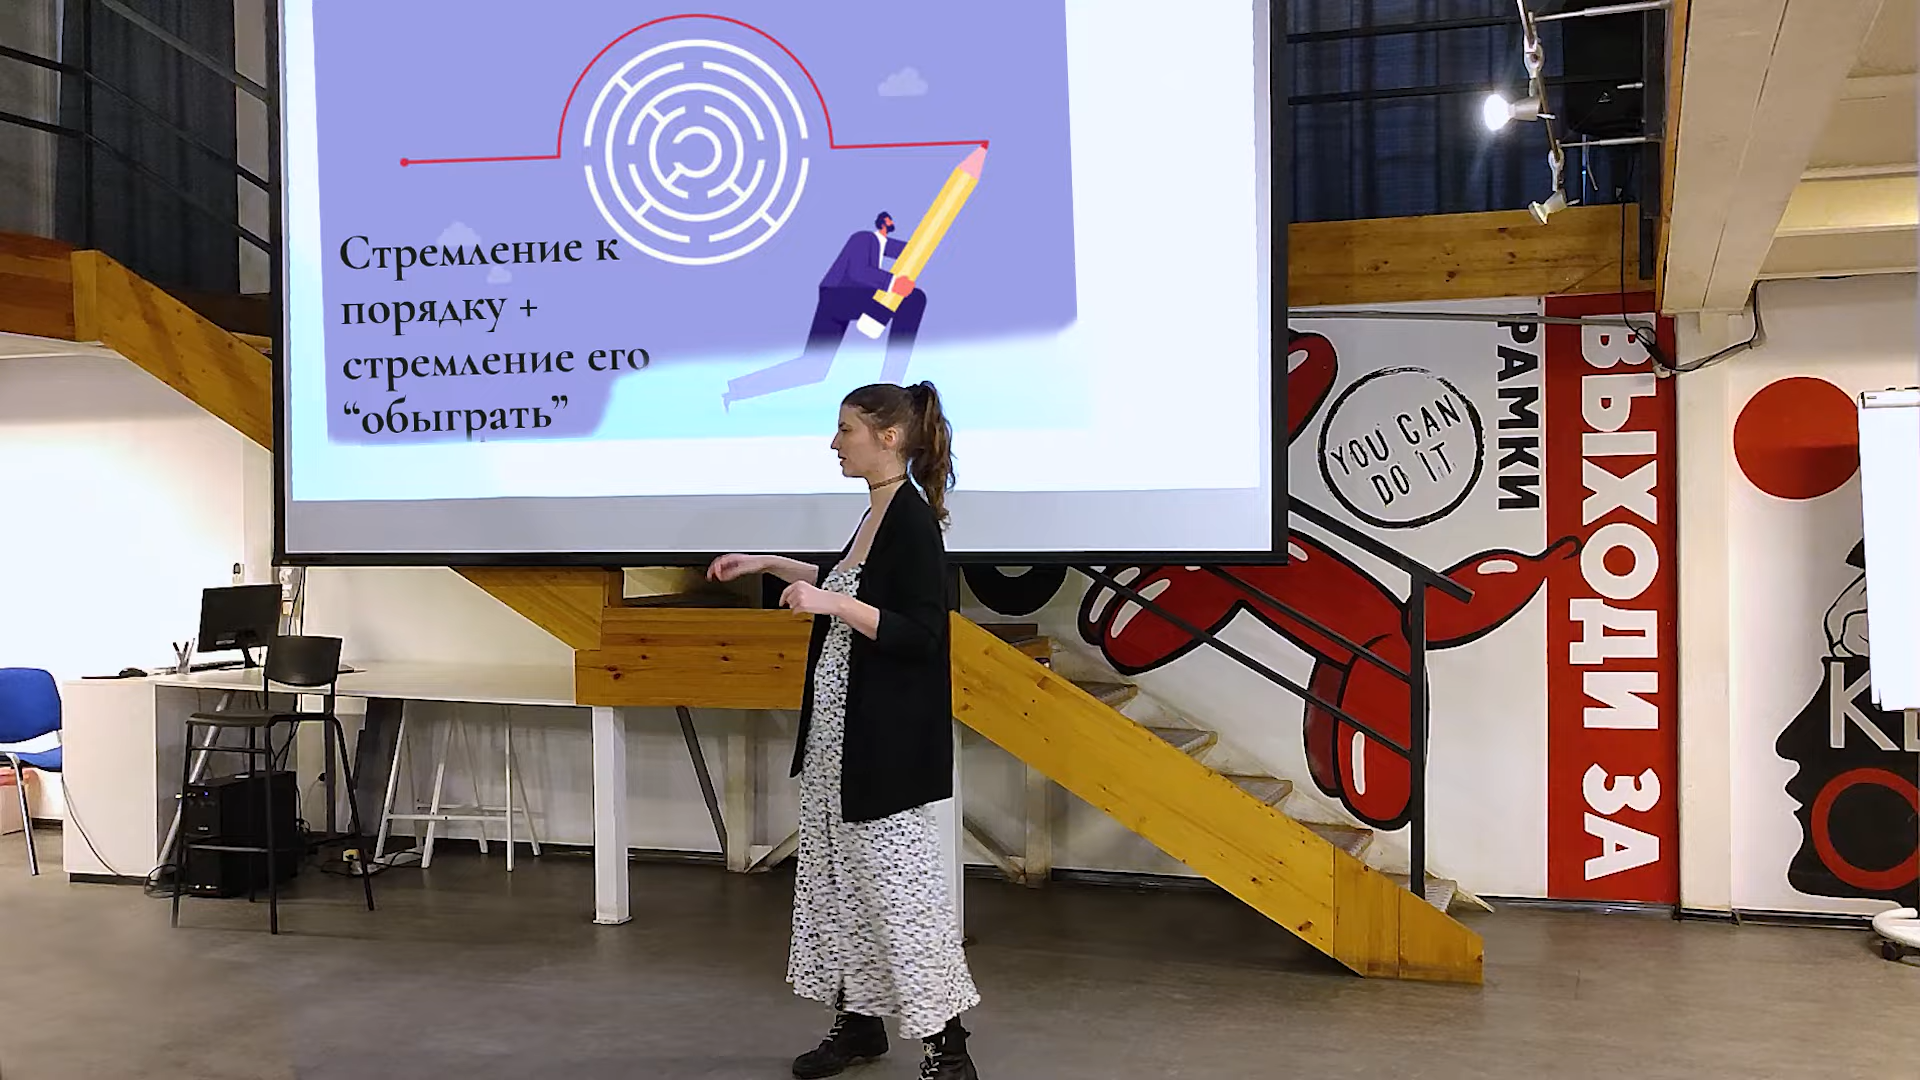 Стремление к
порядку +
стремление его
“обыграть”
YOU CAN
DO IT
РАМКИ
ВЫХОДИ ЗА